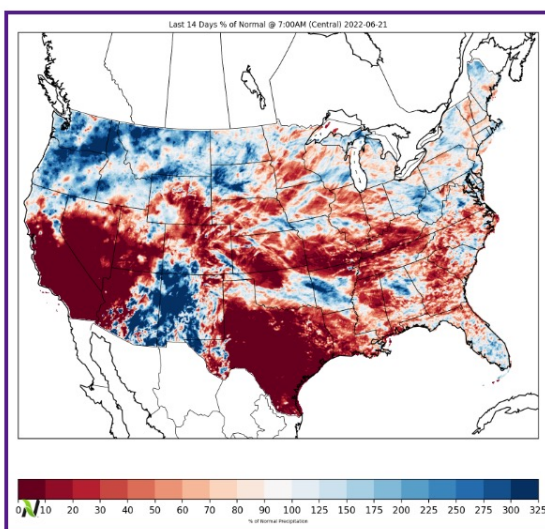 Last 14 Days % of Normal @ 7:00AM (Central) 2022-06-21
0 10 20 30 40 50 60 70 80 90 100 125 150 175 200 225 250 275 300 325
% of Normal Precipitation